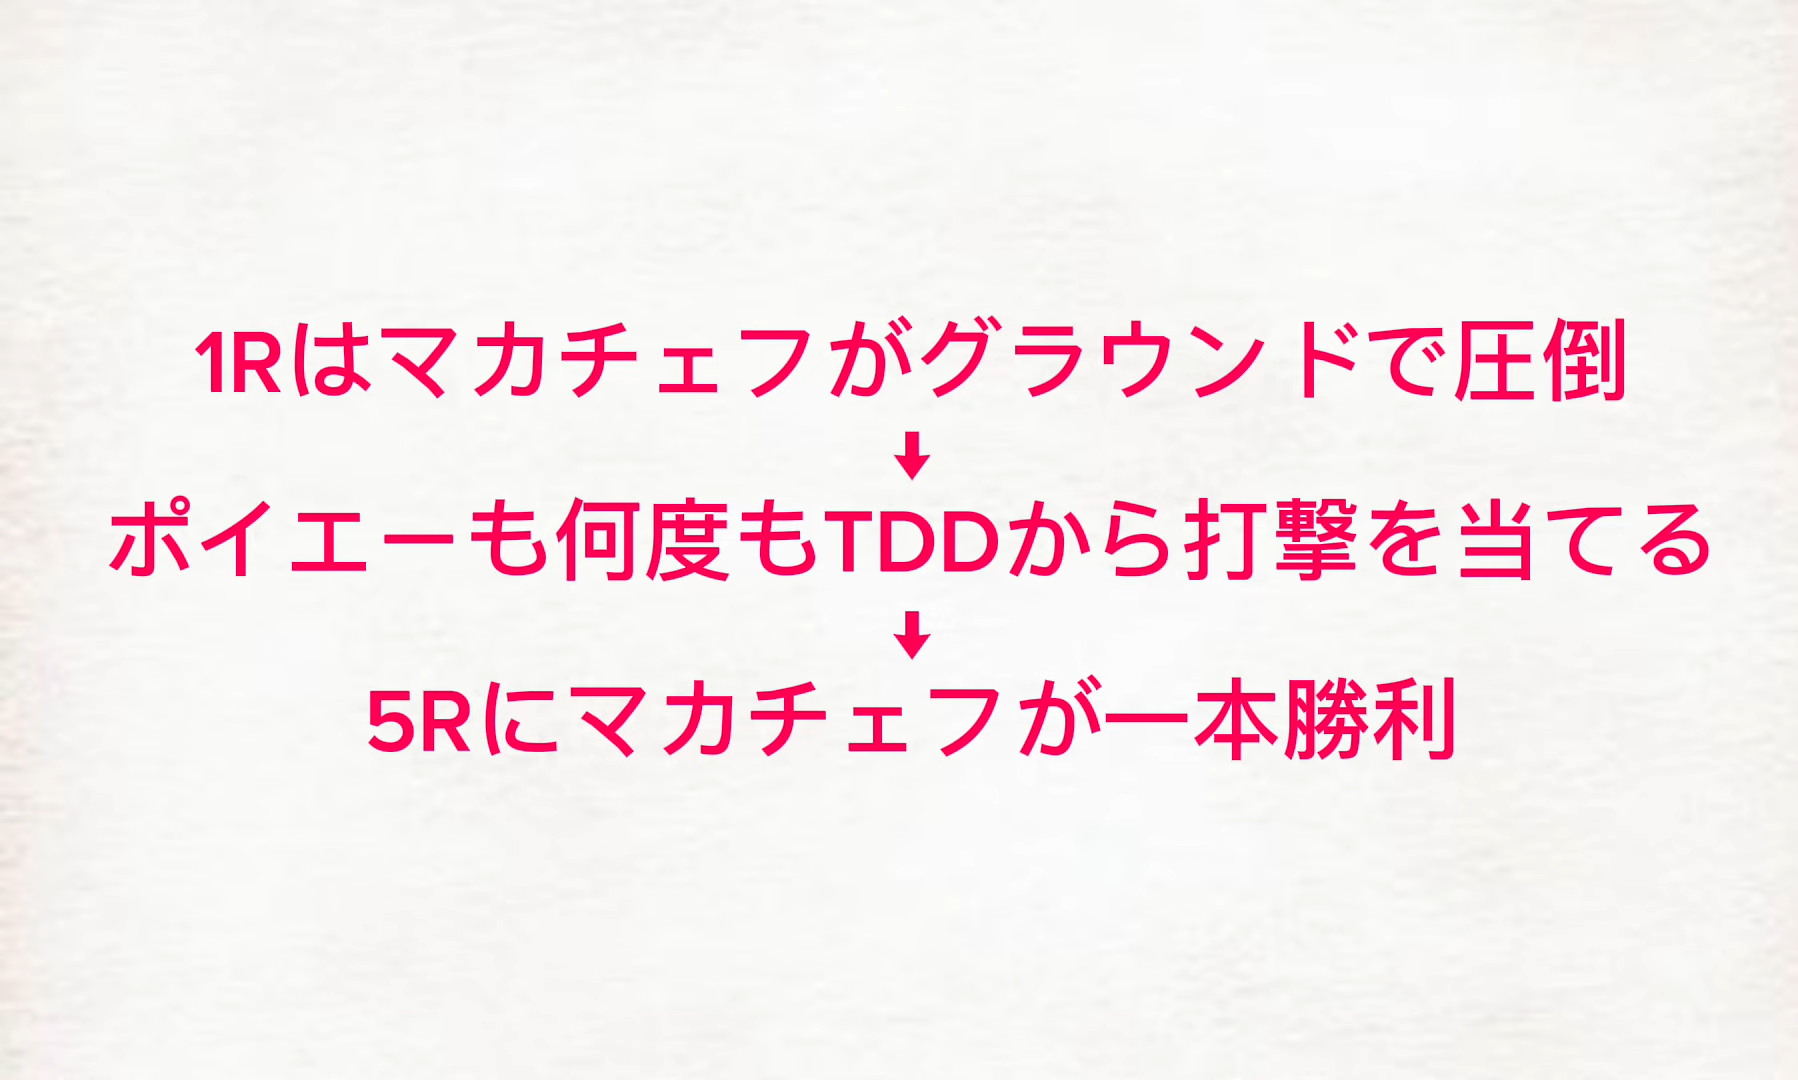 1Rはマカチェフがグラウンドで圧倒
⬇
ポイエーも何度もTDDから打撃を当てる
⬇
5Rにマカチェフが一本勝利